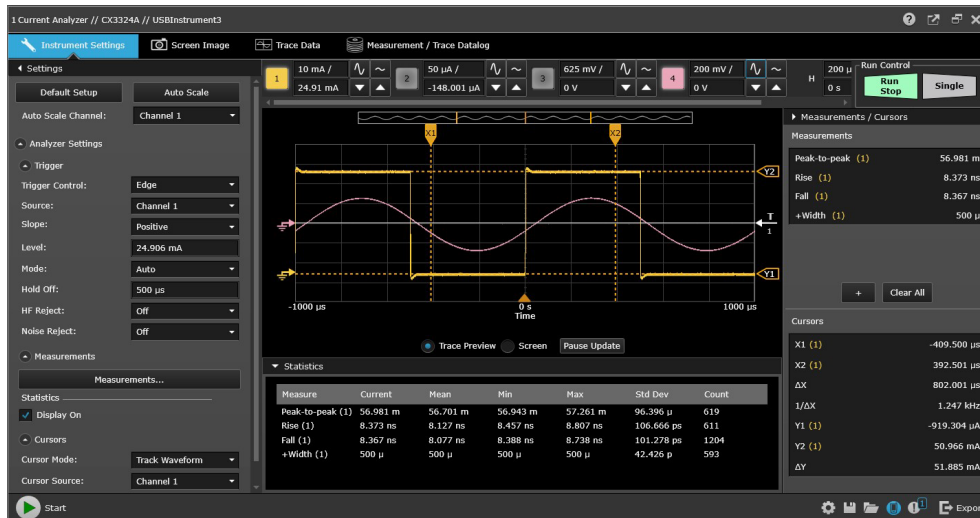 1 Current Analyzer // CX3324A // USBInstrument3
Instrument Settings
Screen Image
Trace Data
Measurement / Trace Datalog
Settings
Default Setup
Auto Scale
Auto Scale Channel:
Channel 1
Analyzer Settings
Trigger
Trigger Control:
Edge
Source:
Channel 1
Slope:
Positive
Level:
24.906 mA
Mode:
Auto
Hold Off:
500 µs
HF Reject:
Off
Noise Reject:
Off
Measurements
Measurements...
Statistics
Display On
Cursors
Cursor Mode:
Track Waveform
Cursor Source:
Channel 1
1
10 mA /
24.91 mA
2
50 µA /
-148.001 µA
3
625 mV /
0 V
4
200 mV /
0 V
H
200 µ
0 s
Run Control
Run
Stop
Single
X1
X2
Y2
T
1
Y1
-1000 µs
0 s
1000 µs
Time
Trace Preview
Screen
Pause Update
Statistics
Measure Current Mean Min Max Std Dev Count
Peak-to-peak (1) 56.981 m 56.701 m 56.943 m 57.261 m 96.396 µ 619
Rise (1) 8.373 ns 8.127 ns 8.457 ns 8.807 ns 106.666 ps 611
Fall (1) 8.367 ns 8.077 ns 8.388 ns 8.738 ns 101.278 ps 1204
+Width (1) 500 µ 500 µ 500 µ 500 µ 42.426 p 593
Measurements / Cursors
Measurements
Peak-to-peak (1) 56.981 m
Rise (1) 8.373 ns
Fall (1) 8.367 ns
+Width (1) 500 µ
+
Clear All
Cursors
X1 (1) -409.500 µs
X2 (1) 392.501 µs
ΔX 802.001 µs
1/ΔX 1.247 kHz
Y1 (1) -919.304 µA
Y2 (1) 50.966 mA
ΔY 51.885 mA
Start
1
Expor